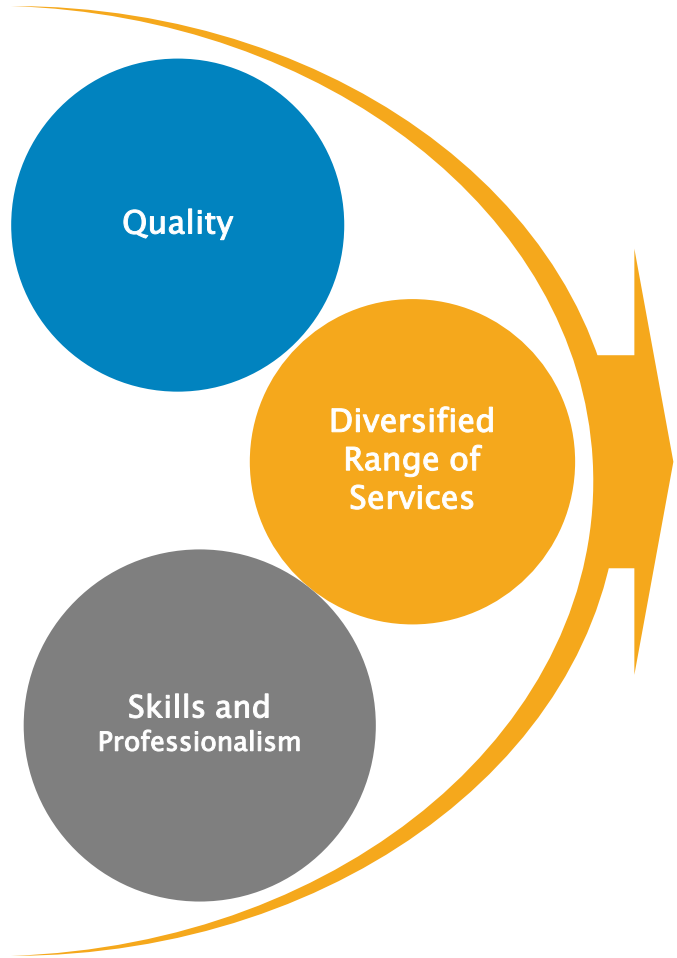 Quality
Diversified
Range of
Services
Skills and
Professionalism